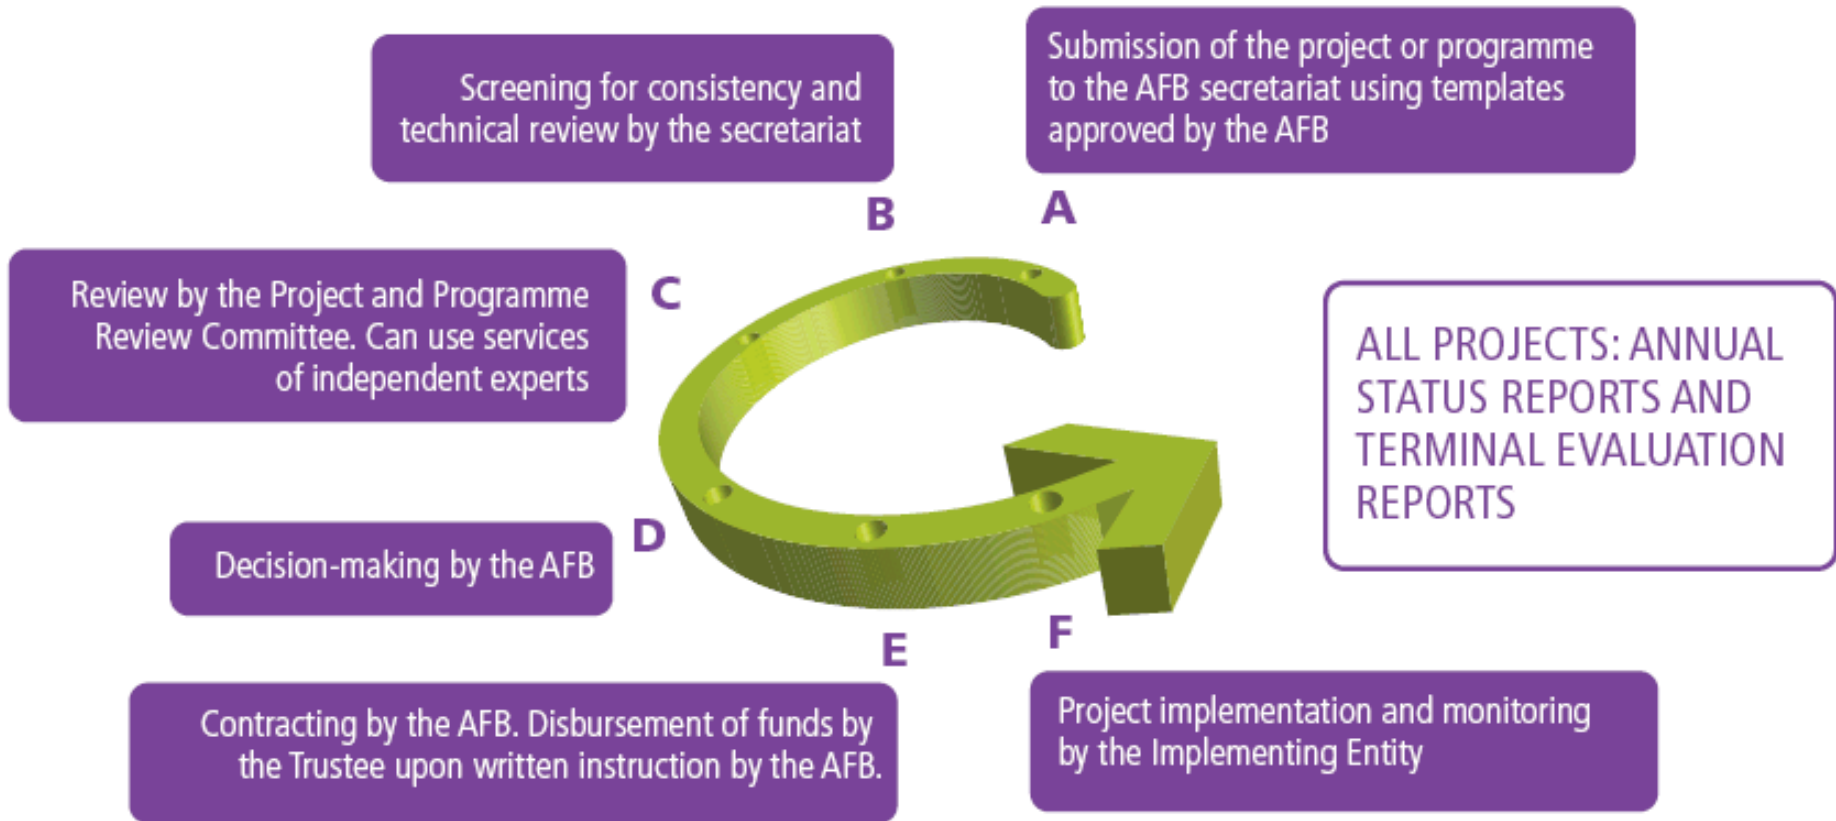 A
Submission of the project or programme
to the AFB secretariat using templates
approved by the AFB
B
Screening for consistency and
technical review by the secretariat
C
Review by the Project and Programme
Review Committee. Can use services
of independent experts
D
Decision-making by the AFB
E
Contracting by the AFB. Disbursement of funds by
the Trustee upon written instruction by the AFB.
F
Project implementation and monitoring
by the Implementing Entity
ALL PROJECTS: ANNUAL
STATUS REPORTS AND
TERMINAL EVALUATION
REPORTS